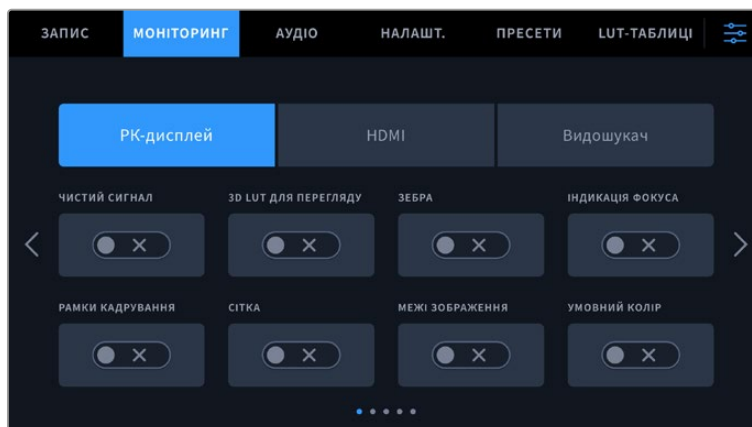 ЗАПИС МОНІТОРИНГ АУДІО НАЛАШТ. ПРЕСЕТИ LUT-ТАБЛИЦІ
РК-дисплей HDMI Видошукач
ЧИСТИЙ СИГНАЛ 3D LUT ДЛЯ ПЕРЕГЛЯДУ ЗЕБРА ІНДИКАЦІЯ ФОКУСА
РАМКИ КАДРУВАННЯ СІТКА МЕЖІ ЗОБРАЖЕННЯ УМОВНИЙ КОЛІР